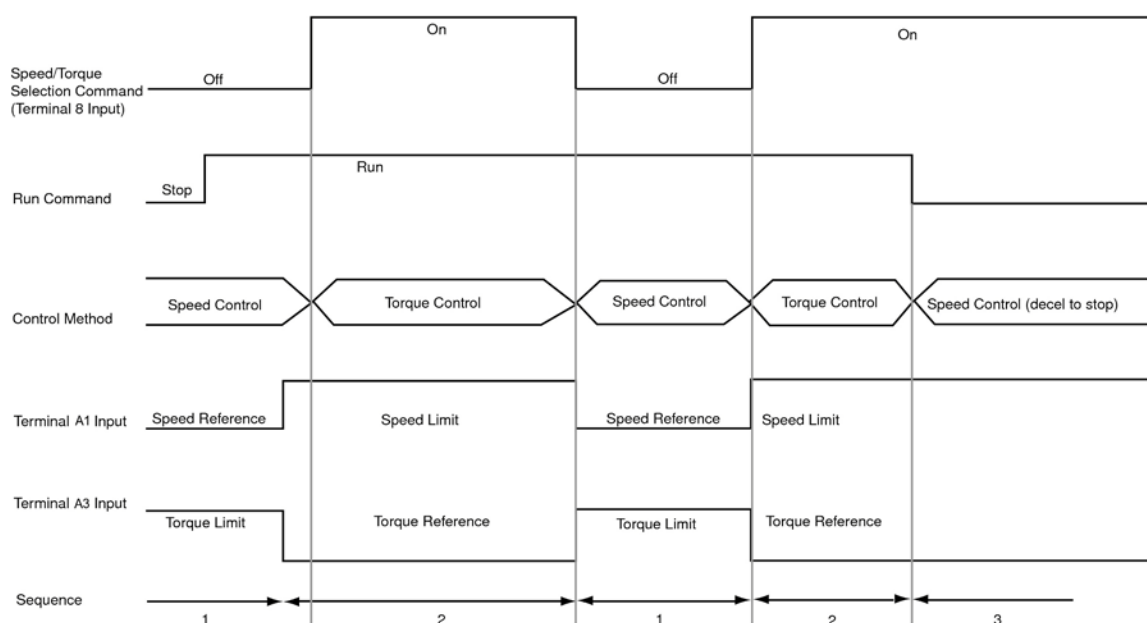 On
On
Speed/Torque
Selection Command
(Terminal 8 Input)
Off
Off
Run
Stop
Run Command
Speed Control
Torque Control
Speed Control
Torque Control
Speed Control (decel to stop)
Control Method
Terminal A1 Input
Speed Reference
Speed Limit
Speed Reference
Speed Limit
Terminal A3 Input
Torque Limit
Torque Reference
Torque Limit
Torque Reference
Sequence
1
2
1
2
3